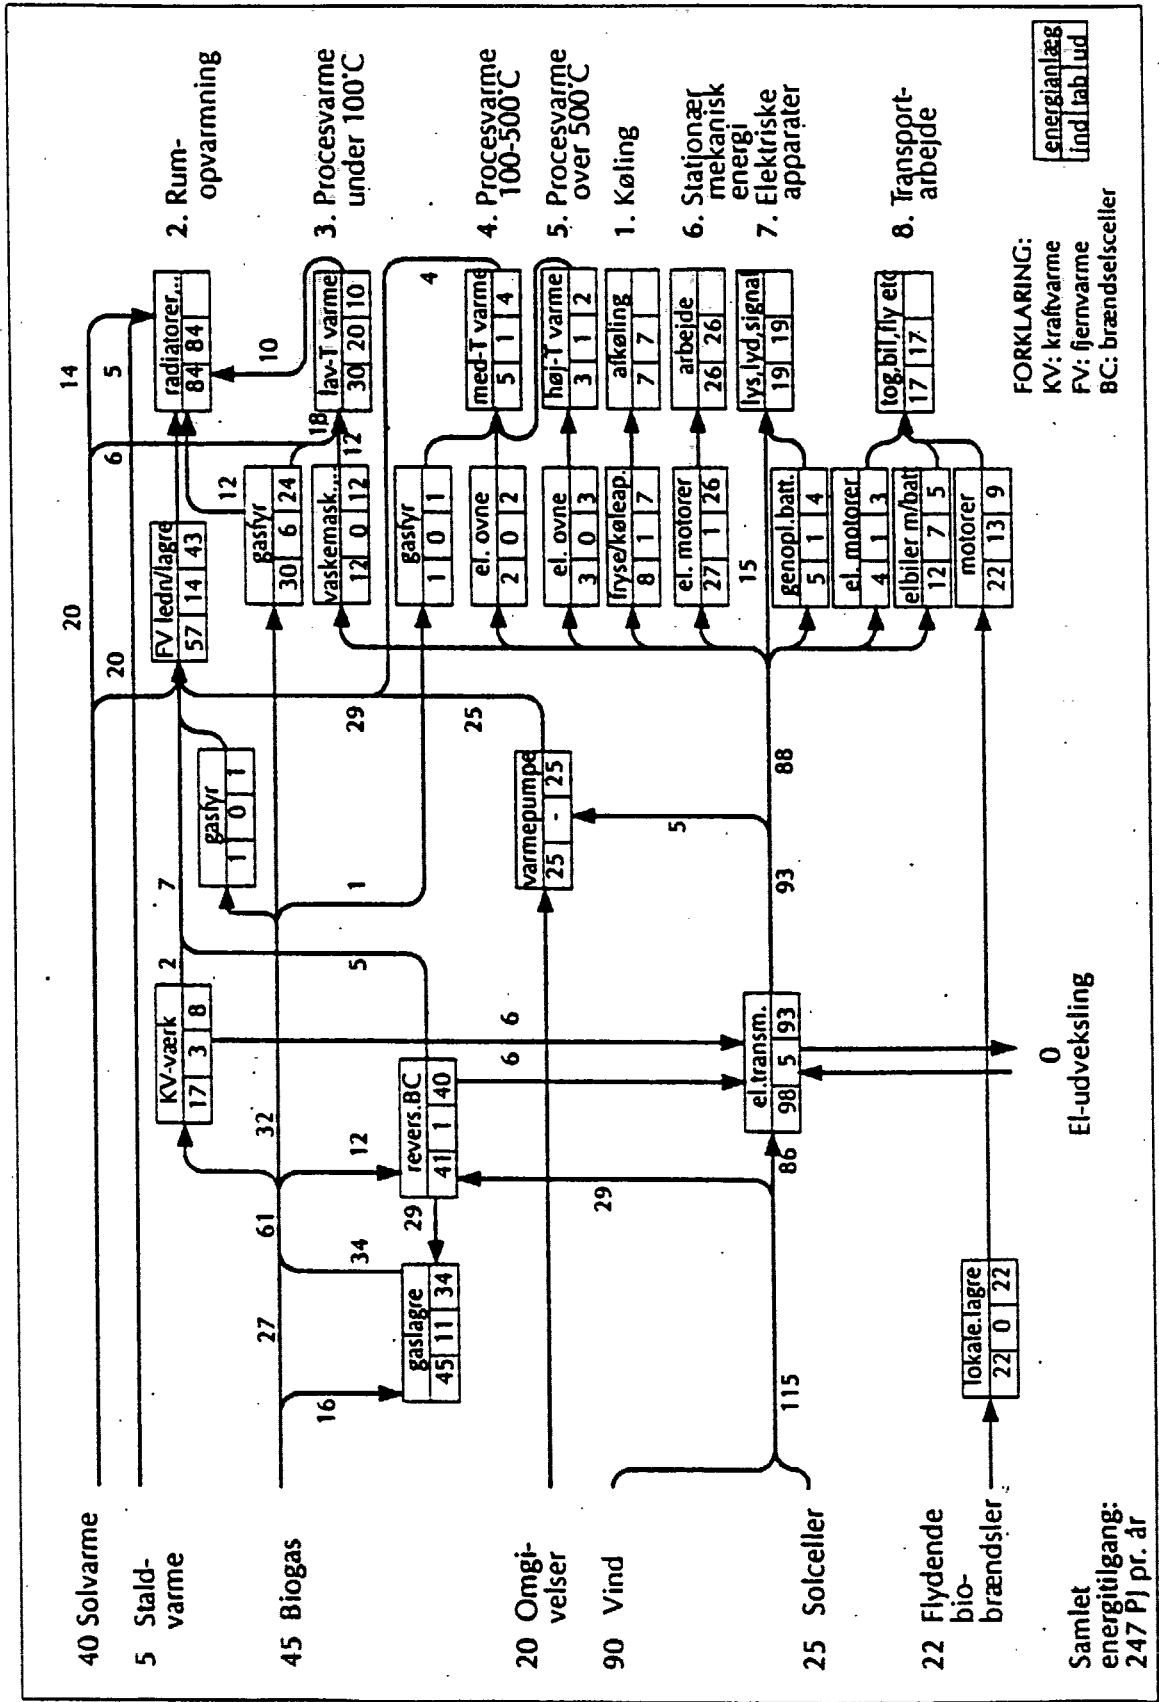 40 Solvarme
5 Stald-
varme
45 Biogas
20 Omgi-
velser
90 Vind
25 Solceller
22 Flydende
bio-
brændsler
Samlet
energitilgang:
247 PJ pr. år
27
16
gaslagre
45 11 34
34
29
61
12
32
revers.BC
41 1 40
KV-værk
17 3 8
2
7
5
6
6
29
115
86
el.transm.
98 5 93
0
El-udveksling
lokale.lagre
22 0 22
gasfyr
1 0 1
1
varmepumpe
25 - 25
5
93
88
25
29
20
20
FV ledn/lagre
57 14 43
gasfyr
30 6 24
12
vaskemask...
12 0 12
gasfyr
1 0 1
el. ovne
2 0 2
el. ovne
3 0 3
fryse/køleap.
8 1 7
el. motorer
27 1 26
15
genopl.batt.
5 1 4
el. motorer
4 1 3
elbiler m/batt
12 7 5
motorer
22 13 9
6
14
5
18
12
10
4
radiatorer,..
84 84
lav-T varme
30 20 10
med-T varme
5 1 4
høj-T varme
3 1 2
afkøling
7 7
arbejde
26 26
lys,lyd,signal
19 19
tog,bil,fly etc
17 17
2. Rum-
opvarmning
3. Procesvarme
under 100°C
4. Procesvarme
100-500°C
5. Procesvarme
over 500°C
1. Køling
6. Stationær
mekanisk
energi
7. Elektriske
apparater
8. Transport-
arbejde
FORKLARING:
KV: kraftvarme
FV: fjernvarme
BC: brændselsceller
energianlæg
ind tab ud